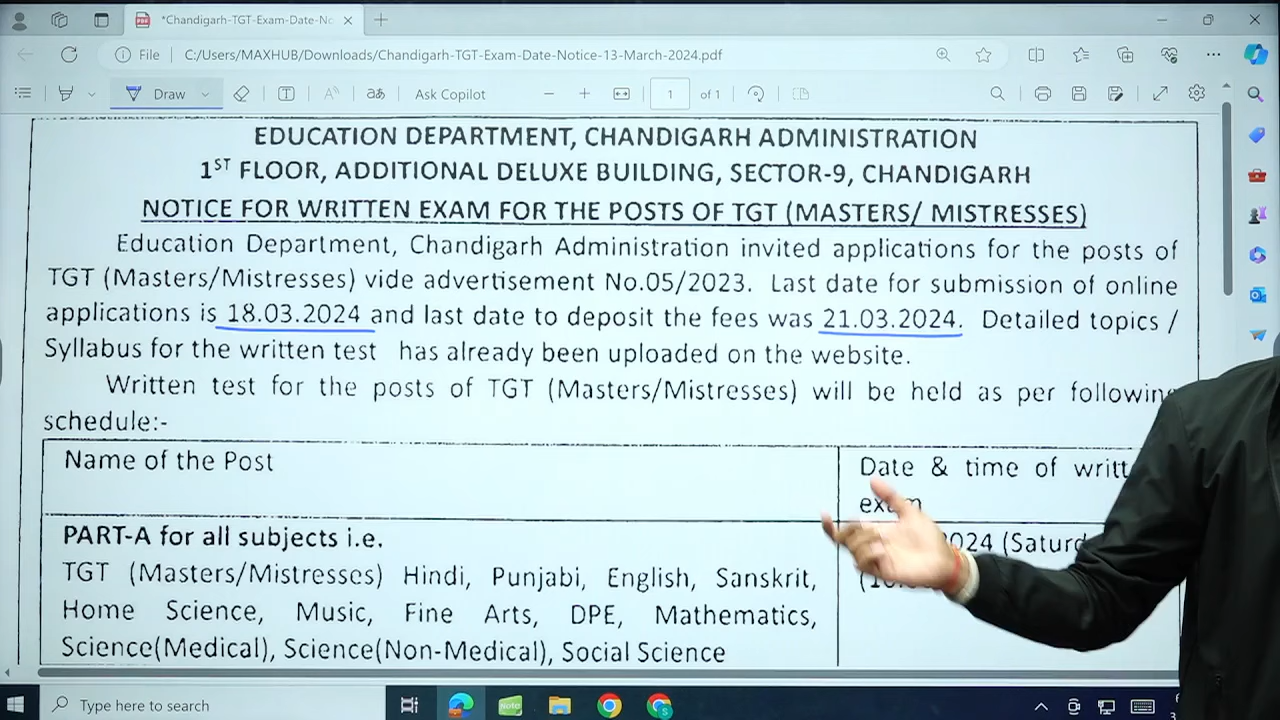 *Chandigarh-TGT-Exam-Date-No
File
C:/Users/MAXHUB/Downloads/Chandigarh-TGT-Exam-Date-Notice-13-March-2024.pdf
Draw
Ask Copilot
1 of 1
EDUCATION DEPARTMENT, CHANDIGARH ADMINISTRATION
1ST FLOOR, ADDITIONAL DELUXE BUILDING, SECTOR-9, CHANDIGARH
NOTICE FOR WRITTEN EXAM FOR THE POSTS OF TGT (MASTERS/ MISTRESSES)
Education Department, Chandigarh Administration invited applications for the posts of
TGT (Masters/Mistresses) vide advertisement No.05/2023. Last date for submission of online
applications is 18.03.2024 and last date to deposit the fees was 21.03.2024. Detailed topics /
Syllabus for the written test has already been uploaded on the website.
Written test for the posts of TGT (Masters/Mistresses) will be held as per following
schedule:-
Name of the Post
Date & time of writt
exam
PART-A for all subjects i.e.
024 (Saturd
TGT (Masters/Mistresses) Hindi, Punjabi, English, Sanskrit,
Home Science, Music, Fine Arts, DPE, Mathematics,
Science(Medical), Science(Non-Medical), Social Science
Type here to search